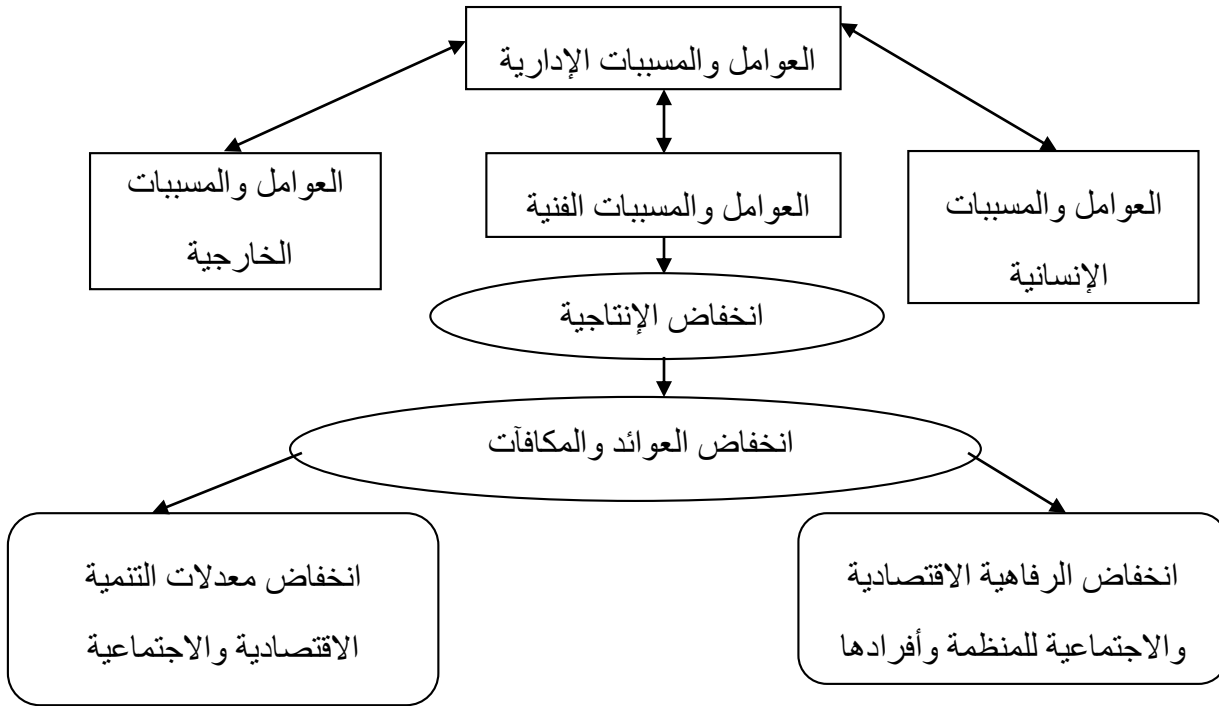 العوامل والمسببات الإدارية
العوامل والمسببات
الإنسانية
العوامل والمسببات الفنية
العوامل والمسببات
الخارجية
انخفاض الإنتاجية
انخفاض العوائد والمكافآت
انخفاض الرفاهية الاقتصادية
والاجتماعية للمنظمة وأفرادها
انخفاض معدلات التنمية
الاقتصادية والاجتماعية